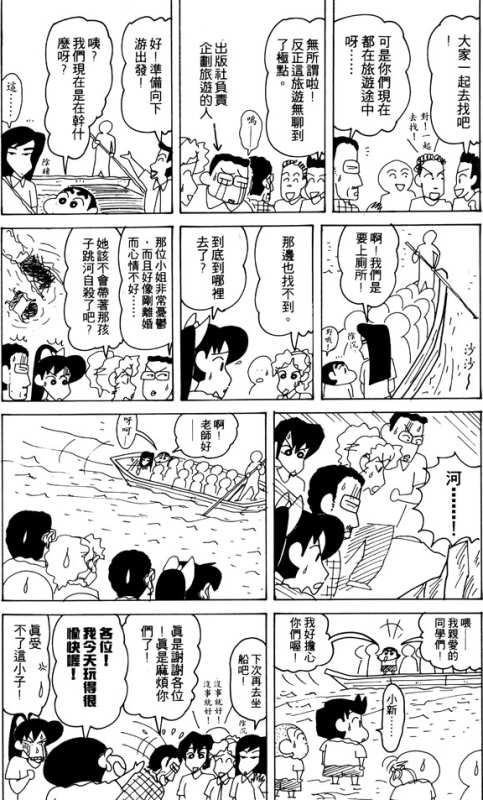 大家一起去找吧
！
可是你們現在
都在旅遊途中
呀……
對！一起
去找！
無所謂啦！
反正這旅遊無聊到
了極點。
嗚
出版社負責
企劃旅遊的人
好！準備向下
游出發！
咦？
我們現在是在幹什
麼呀？
這…
陰沉
啊！我們是
要上廁所！
沙沙～
陰沉
那邊也找不到。
到底到哪裡
去了？
那位小姐非常憂鬱
，而且好像剛離婚
而心情不好……
她該不會帶著那孩
子跳河自殺了吧？
河……！
啊！
──老師好
呀呵
喂──
我親愛的
同學們！
我好擔心
你們喔！
小新……
下次再去坐
船吧！
陰沉
沒事就好！
沒事就好！
真是謝謝各位
！真是麻煩你
們了！
各位！
我今天玩得很
愉快喔！
真受
不了這小子！